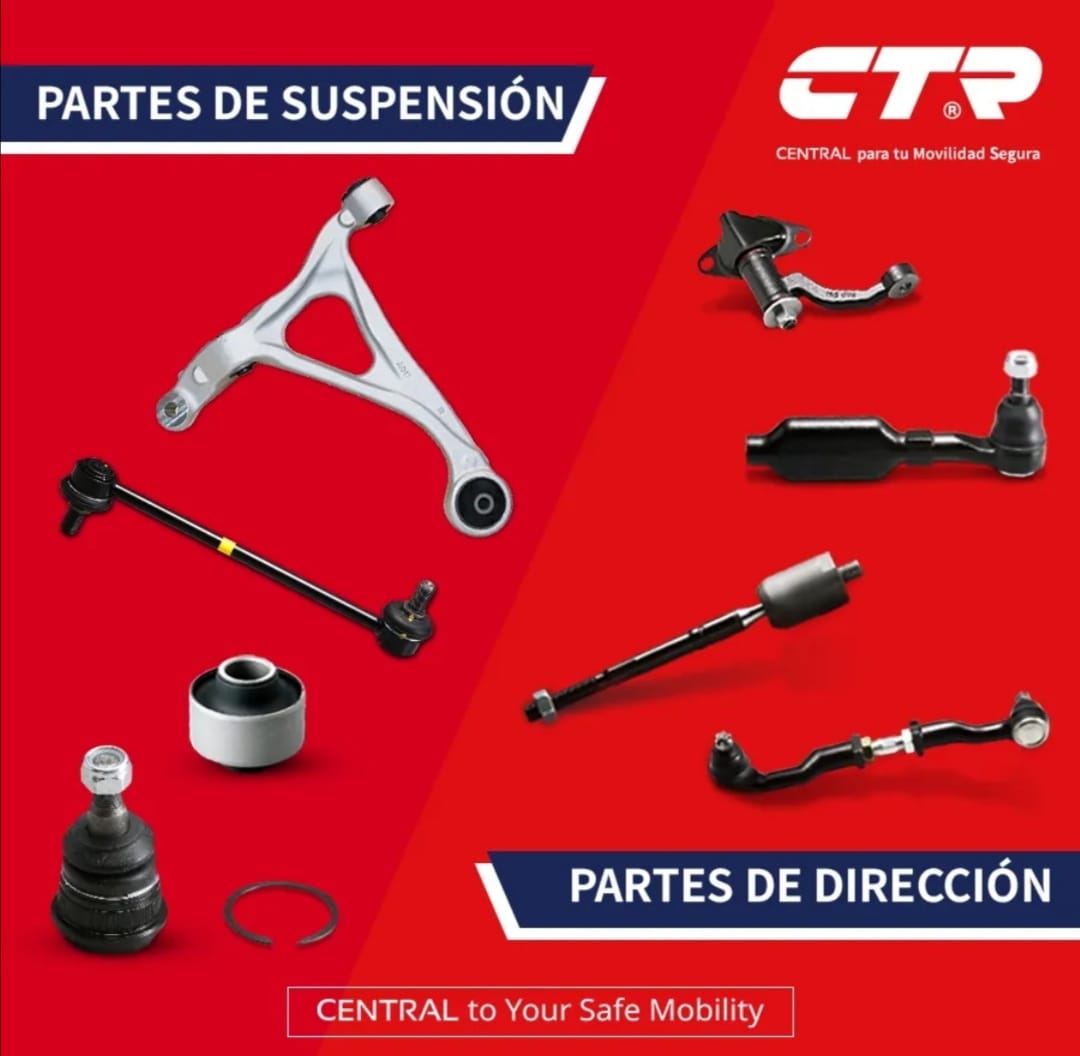 PARTES DE SUSPENSIÓN
CTR®
CENTRAL para tu Movilidad Segura
PARTES DE DIRECCIÓN
CENTRAL to Your Safe Mobility